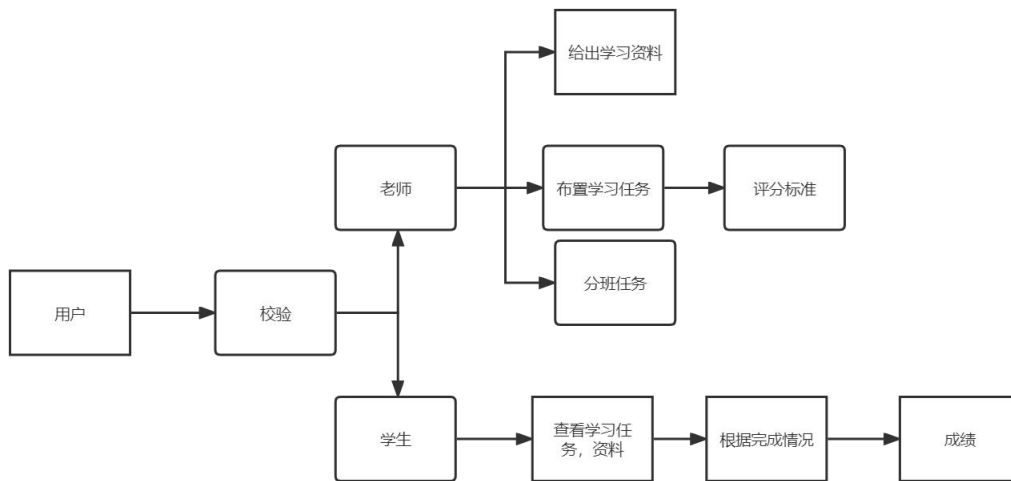 给出学习资料
老师
布置学习任务
评分标准
分班任务
用户
校验
学生
查看学习任
务，资料
根据完成情况
成绩